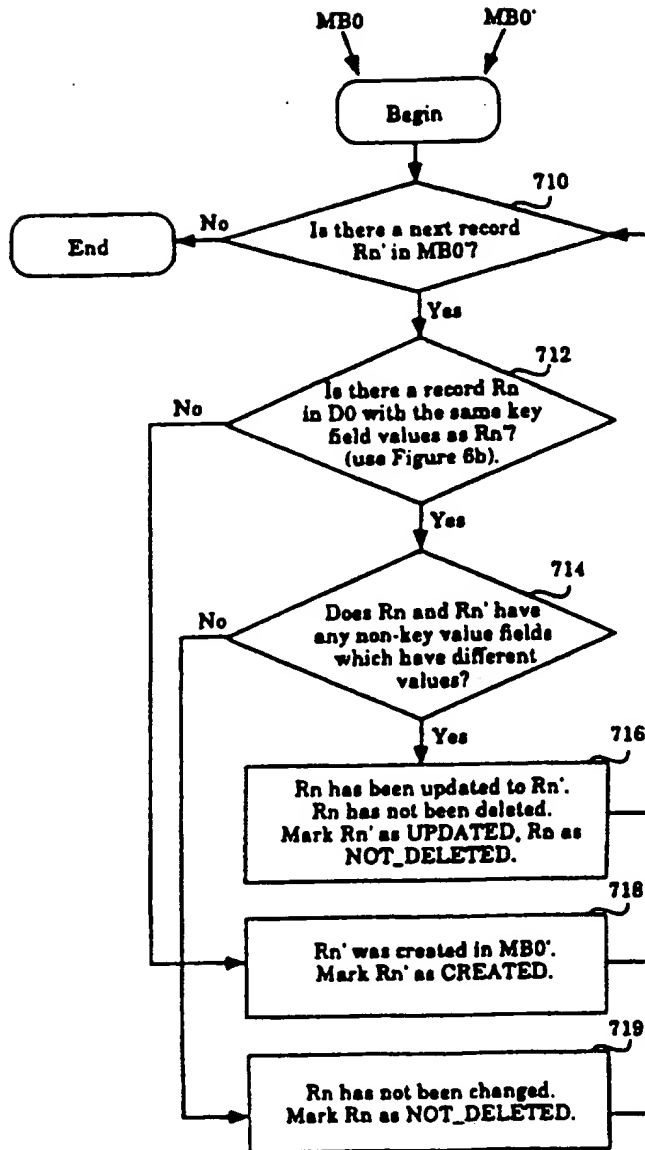 MB0
MB0'
Begin
710
Is there a next record
Rn' in MB0'?
No
End
Yes
712
Is there a record Rn
in D0 with the same key
field values as Rn'?
(use Figure 6b).
No
Yes
714
Does Rn and Rn' have
any non-key value fields
which have different
values?
No
Yes
716
Rn has been updated to Rn'.
Rn has not been deleted.
Mark Rn' as UPDATED, Rn as
NOT_DELETED.
718
Rn' was created in MB0'.
Mark Rn' as CREATED.
719
Rn has not been changed.
Mark Rn as NOT_DELETED.